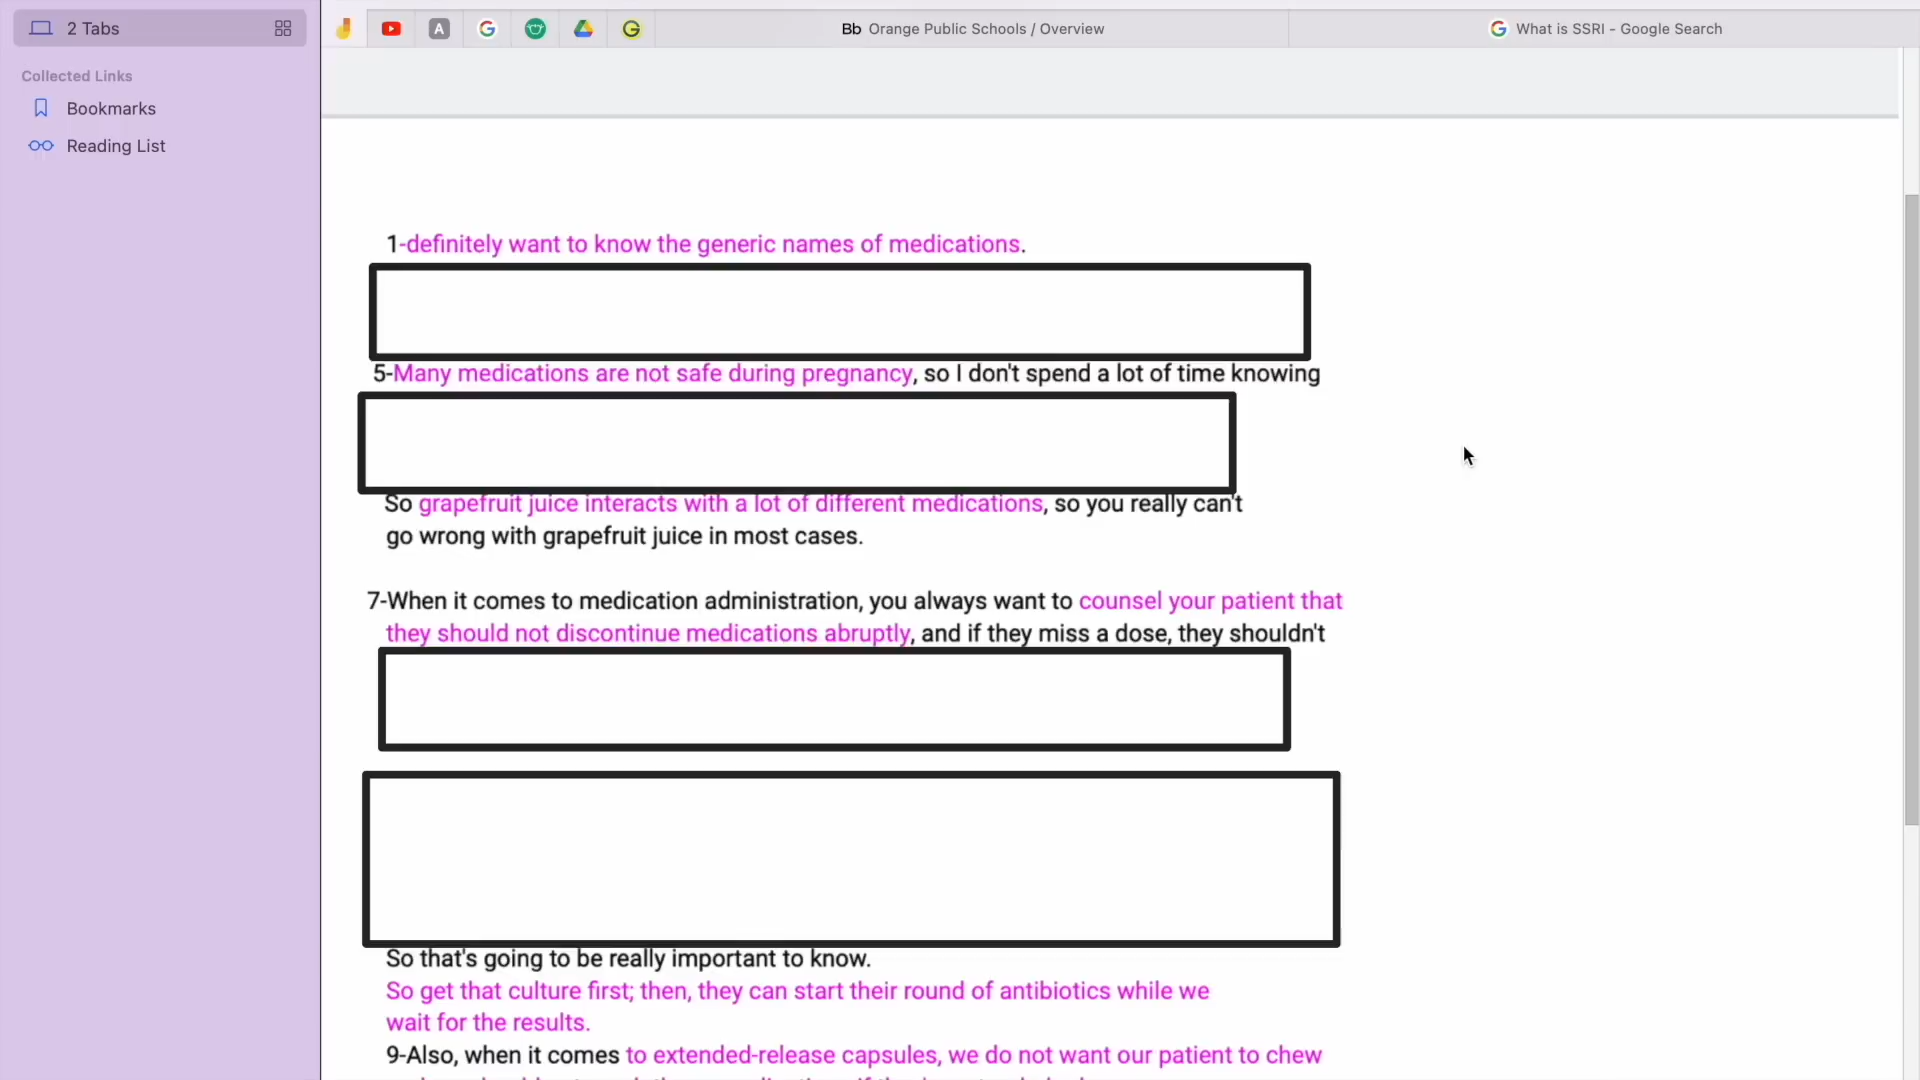 2 Tabs
Collected Links
Bookmarks
Reading List
A
Bb Orange Public Schools / Overview
What is SSRI - Google Search
1-definitely want to know the generic names of medications.
5-Many medications are not safe during pregnancy, so I don't spend a lot of time knowing
So grapefruit juice interacts with a lot of different medications, so you really can't
go wrong with grapefruit juice in most cases.
7-When it comes to medication administration, you always want to counsel your patient that
they should not discontinue medications abruptly, and if they miss a dose, they shouldn't
So that's going to be really important to know.
So get that culture first; then, they can start their round of antibiotics while we
wait for the results.
9-Also, when it comes to extended-release capsules, we do not want our patient to chew